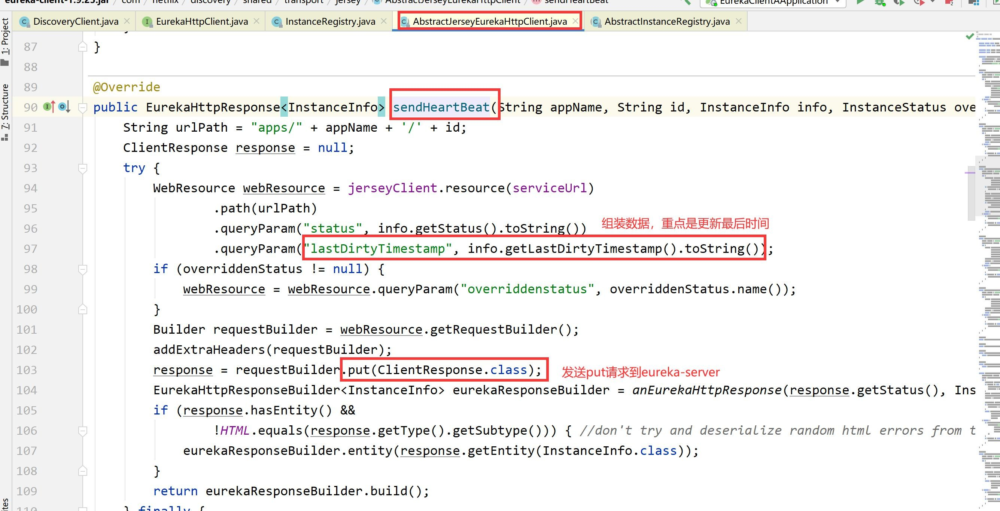 eureka-client-1.9.25.jar / com / netflix / discovery / shared / transport / jersey / AbstractJerseyEurekaHttpClient / sendHeartBeat
EurekaClientAApplication
DiscoveryClient.java
EurekaHttpClient.java
InstanceRegistry.java
AbstractJerseyEurekaHttpClient.java
AbstractInstanceRegistry.java
1: Project
7: Structure
87 }
88
89 @Override
90 public EurekaHttpResponse<InstanceInfo> sendHeartBeat(String appName, String id, InstanceInfo info, InstanceStatus ove
91 String urlPath = "apps/" + appName + '/' + id;
92 ClientResponse response = null;
93 try {
94 WebResource webResource = jerseyClient.resource(serviceUrl)
95 .path(urlPath)
96 .queryParam("status", info.getStatus().toString())
组装数据，重点是更新最后时间
97 .queryParam("lastDirtyTimestamp", info.getLastDirtyTimestamp().toString());
98 if (overriddenStatus != null) {
99 webResource = webResource.queryParam("overriddenstatus", overriddenStatus.name());
100 }
101 Builder requestBuilder = webResource.getRequestBuilder();
102 addExtraHeaders(requestBuilder);
103 response = requestBuilder.put(ClientResponse.class);
发送put请求到eureka-server
104 EurekaHttpResponseBuilder<InstanceInfo> eurekaResponseBuilder = anEurekaHttpResponse(response.getStatus(), Ins
105 if (response.hasEntity() &&
106 !HTML.equals(response.getType().getSubtype())) { //don't try and deserialize random html errors from t
107 eurekaResponseBuilder.entity(response.getEntity(InstanceInfo.class));
108 }
109 return eurekaResponseBuilder.build();
110 } finally {